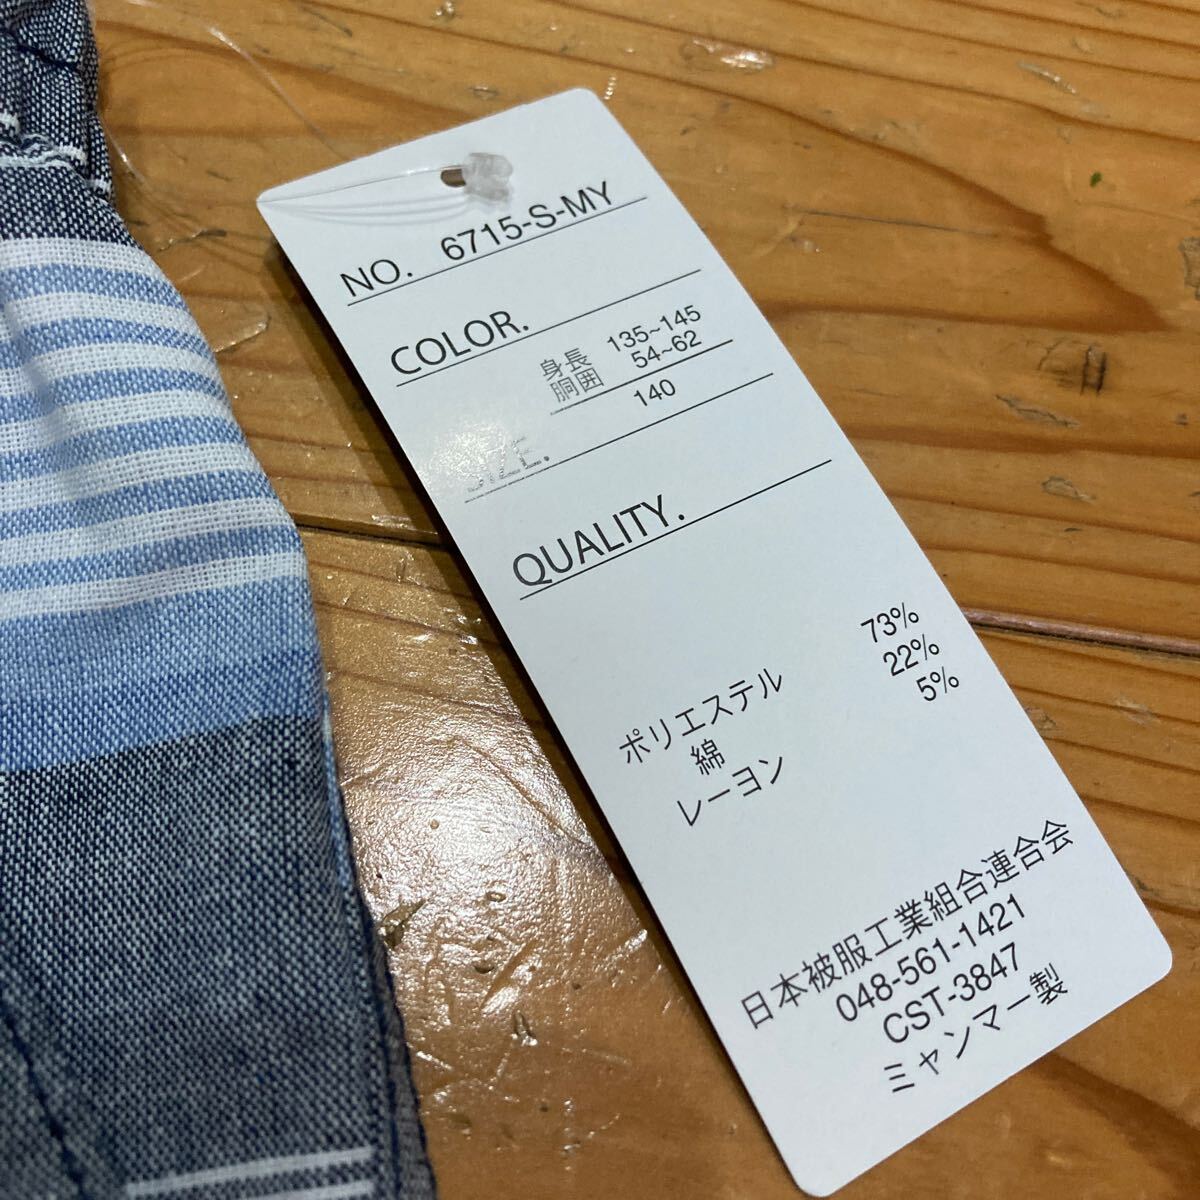 NO. 6715-S-MY
COLOR.
身長 135~145
胴囲 54~62
SIZE. 140
QUALITY.
ポリエステル 73%
綿 22%
レーヨン 5%
日本被服工業組合連合会
048-561-1421
CST-3847
ミャンマー製